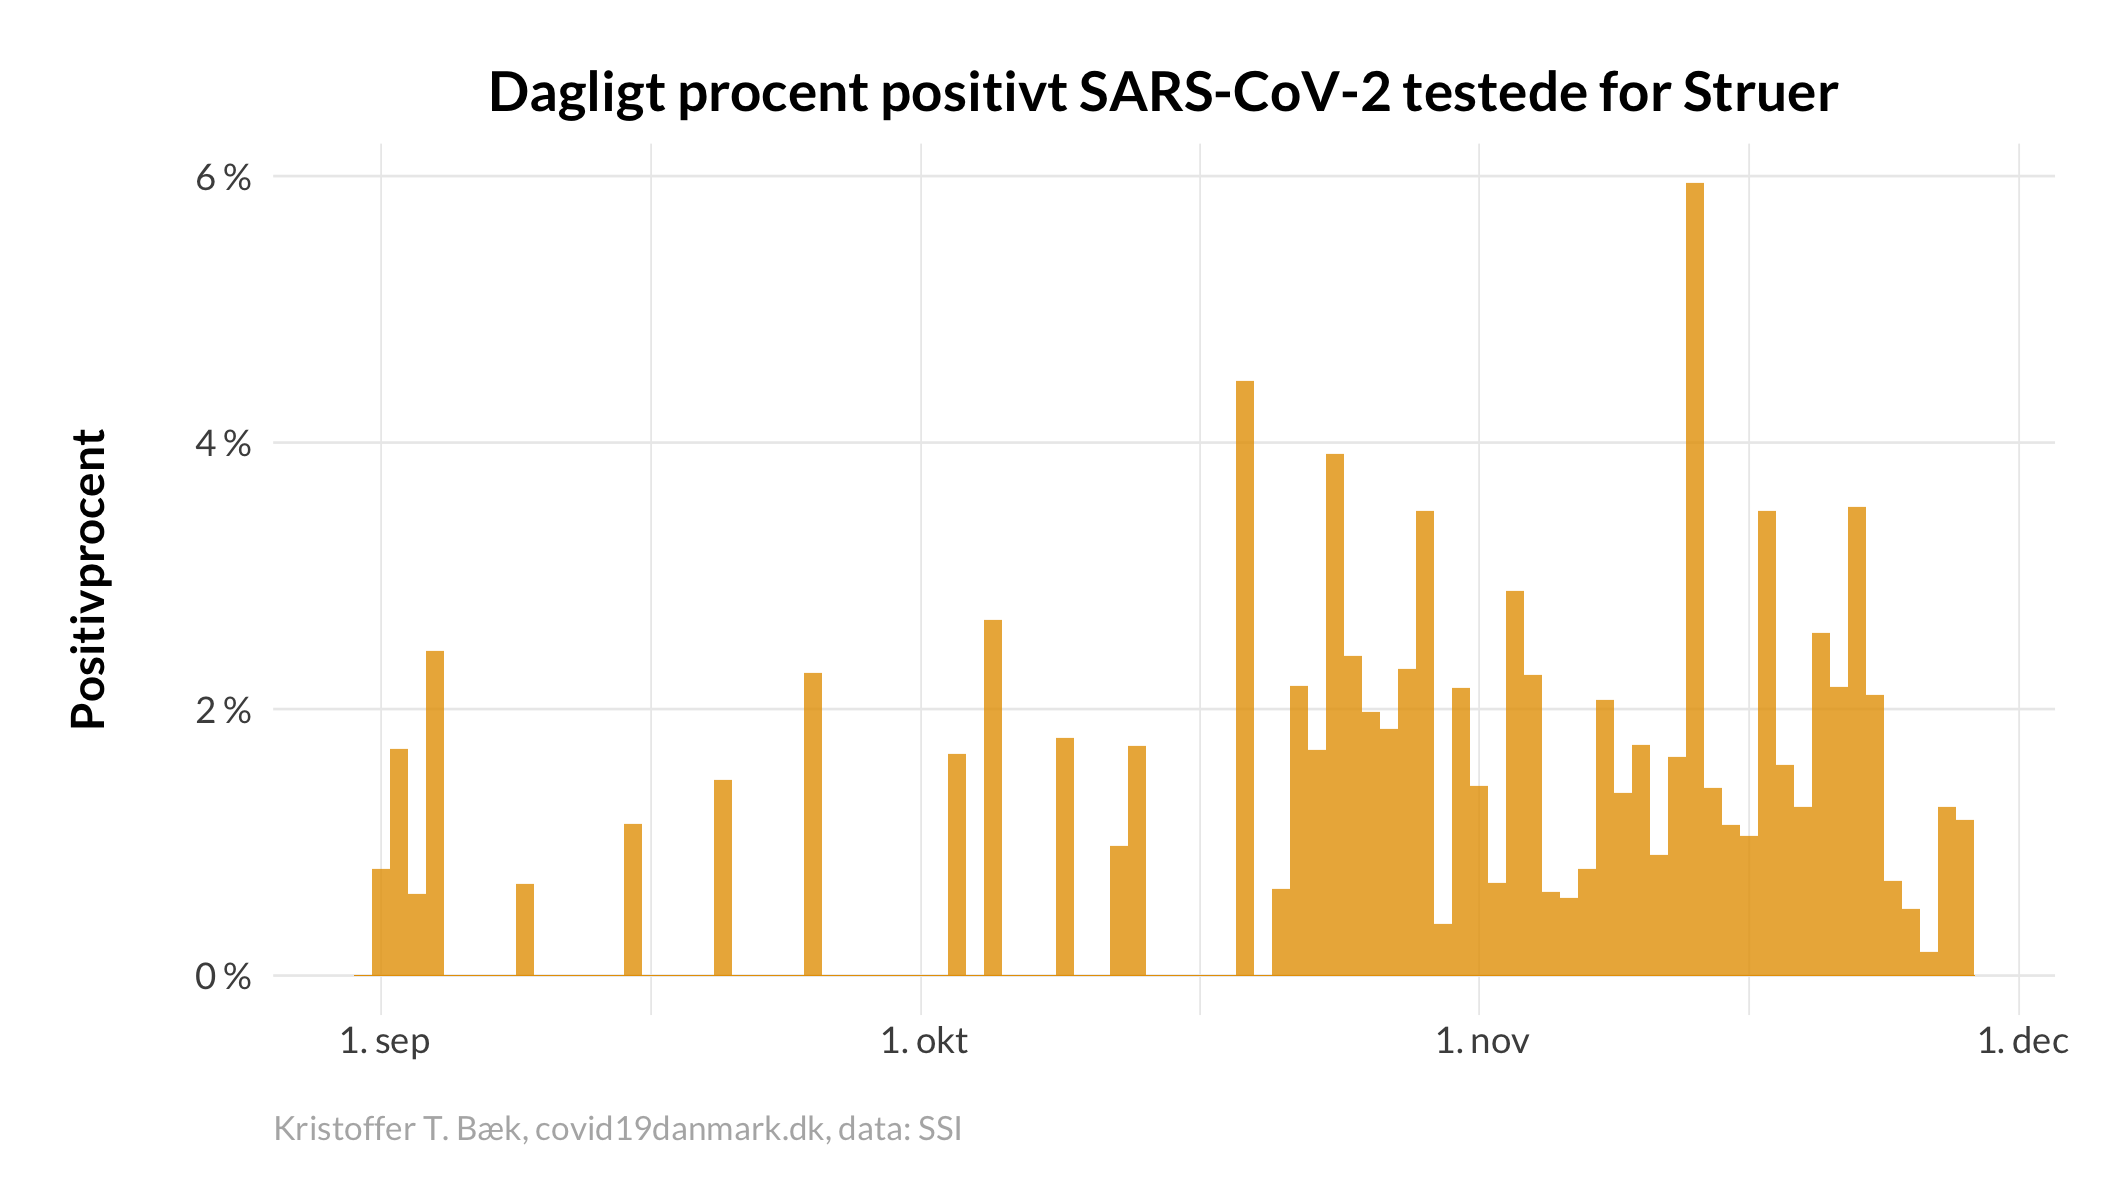 Dagligt procent positivt SARS-CoV-2 testede for Struer
Positivprocent
6 %
4 %
2 %
0 %
1. sep
1. okt
1. nov
1. dec
Kristoffer T. Bæk, covid19danmark.dk, data: SSI